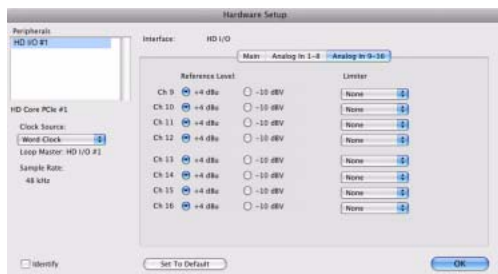 Hardware Setup
Peripherals
HD I/O #1
Interface: HD I/O
Main Analog In 1-8 Analog In 9-16
Reference Level Limiter
Ch 9 +4 dBu -10 dBV None
Ch 10 +4 dBu -10 dBV None
Ch 11 +4 dBu -10 dBV None
Ch 12 +4 dBu -10 dBV None
Ch 13 +4 dBu -10 dBV None
Ch 14 +4 dBu -10 dBV None
Ch 15 +4 dBu -10 dBV None
Ch 16 +4 dBu -10 dBV None
HD Core PCIe #1
Clock Source:
Word Clock
Loop Master: HD I/O #1
Sample Rate:
48 kHz
Identify
Set To Default
OK